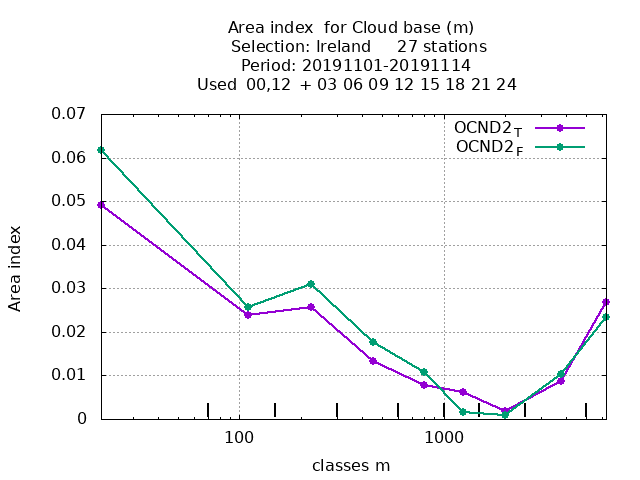 Area index  for Cloud base (m)
Selection: Ireland     27 stations
Period: 20191101-20191114
Used  00,12  + 03 06 09 12 15 18 21 24
0.07
OCND2T
0.06
OCND2F
0.05
Area index
0.04
0.03
0.02
0.01
0
100
1000
classes m